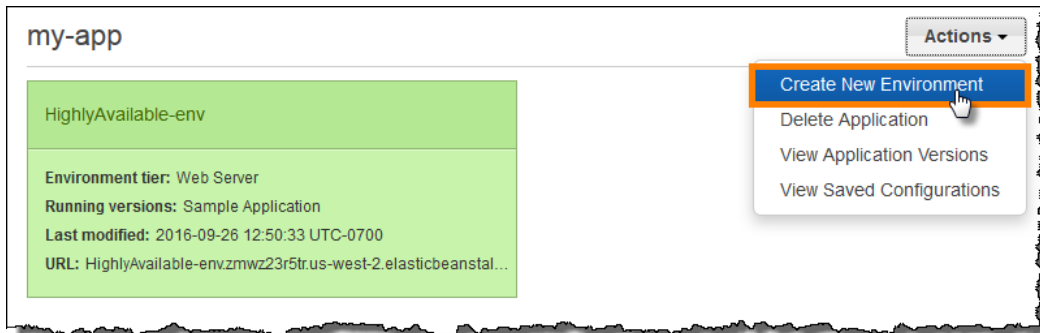 my-app
Actions
Create New Environment
Delete Application
View Application Versions
View Saved Configurations
HighlyAvailable-env
Environment tier: Web Server
Running versions: Sample Application
Last modified: 2016-09-26 12:50:33 UTC-0700
URL: HighlyAvailable-env.zmwz23r5tr.us-west-2.elasticbeanstal...